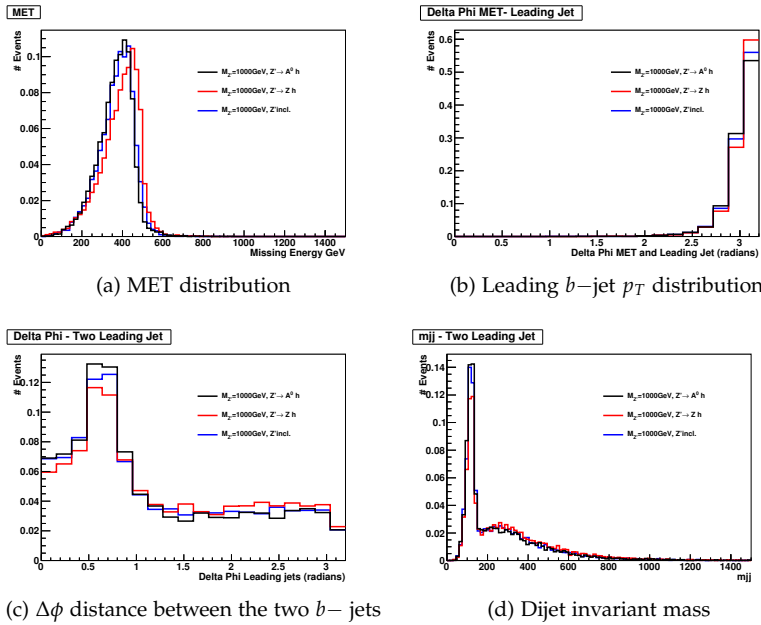 MET
# Events
0.1
0.08
0.06
0.04
0.02
0
M_Z'=1000GeV, Z'→ A⁰ h
M_Z'=1000GeV, Z'→ Z h
M_Z'=1000GeV, Z'incl.
0 200 400 600 800 1000 1200 1400
Missing Energy GeV
(a) MET distribution
Delta Phi MET- Leading Jet
# Events
0.6
0.5
0.4
0.3
0.2
0.1
0
M_Z'=1000GeV, Z'→ A⁰ h
M_Z'=1000GeV, Z'→ Z h
M_Z'=1000GeV, Z'incl.
0 0.5 1 1.5 2 2.5 3
Delta Phi MET and Leading Jet (radians)
(b) Leading b−jet p_T distribution
Delta Phi - Two Leading Jet
# Events
0.12
0.1
0.08
0.06
0.04
0.02
0
M_Z'=1000GeV, Z'→ A⁰ h
M_Z'=1000GeV, Z'→ Z h
M_Z'=1000GeV, Z'incl.
0 0.5 1 1.5 2 2.5 3
Delta Phi Leading jets (radians)
(c) Δϕ distance between the two b− jets
mjj - Two Leading Jet
# Events
0.14
0.12
0.1
0.08
0.06
0.04
0.02
0
M_Z'=1000GeV, Z'→ A⁰ h
M_Z'=1000GeV, Z'→ Z h
M_Z'=1000GeV, Z'incl.
0 200 400 600 800 1000 1200 1400
mjj
(d) Dijet invariant mass